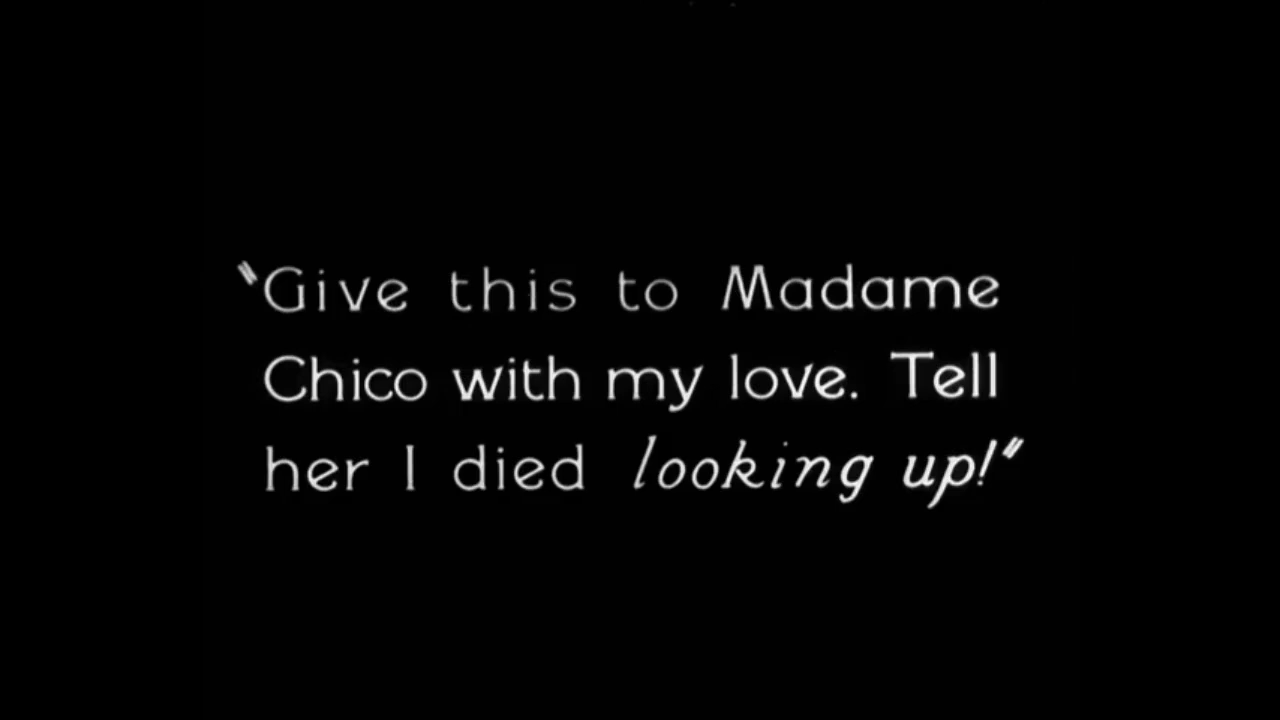 "Give this to Madame
Chico with my love. Tell
her I died looking up!"